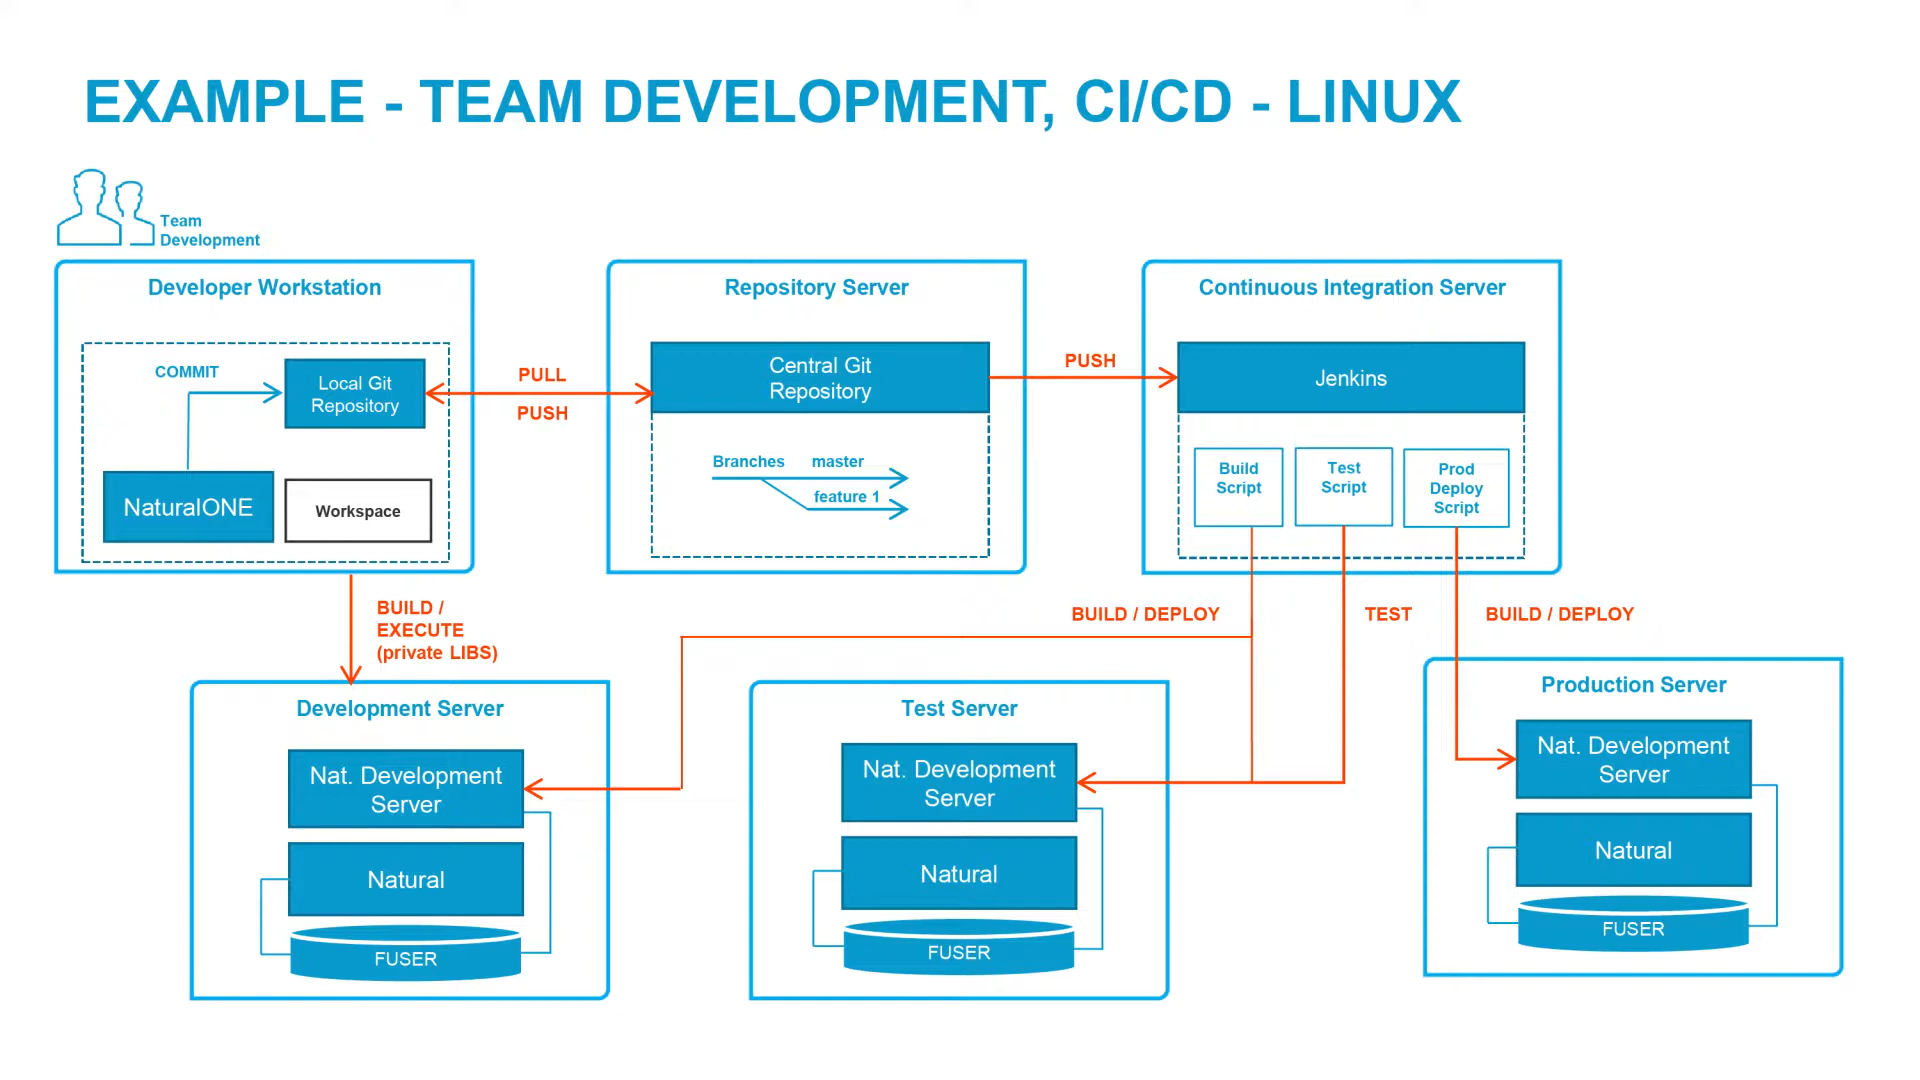 EXAMPLE - TEAM DEVELOPMENT, CI/CD - LINUX
Team
Development
Developer Workstation
COMMIT
Local Git
Repository
NaturalONE
Workspace
PULL
PUSH
Repository Server
Central Git
Repository
Branches master
feature 1
PUSH
Continuous Integration Server
Jenkins
Build
Script
Test
Script
Prod
Deploy
Script
BUILD /
EXECUTE
(private LIBS)
BUILD / DEPLOY
TEST
BUILD / DEPLOY
Development Server
Nat. Development
Server
Natural
FUSER
Test Server
Nat. Development
Server
Natural
FUSER
Production Server
Nat. Development
Server
Natural
FUSER